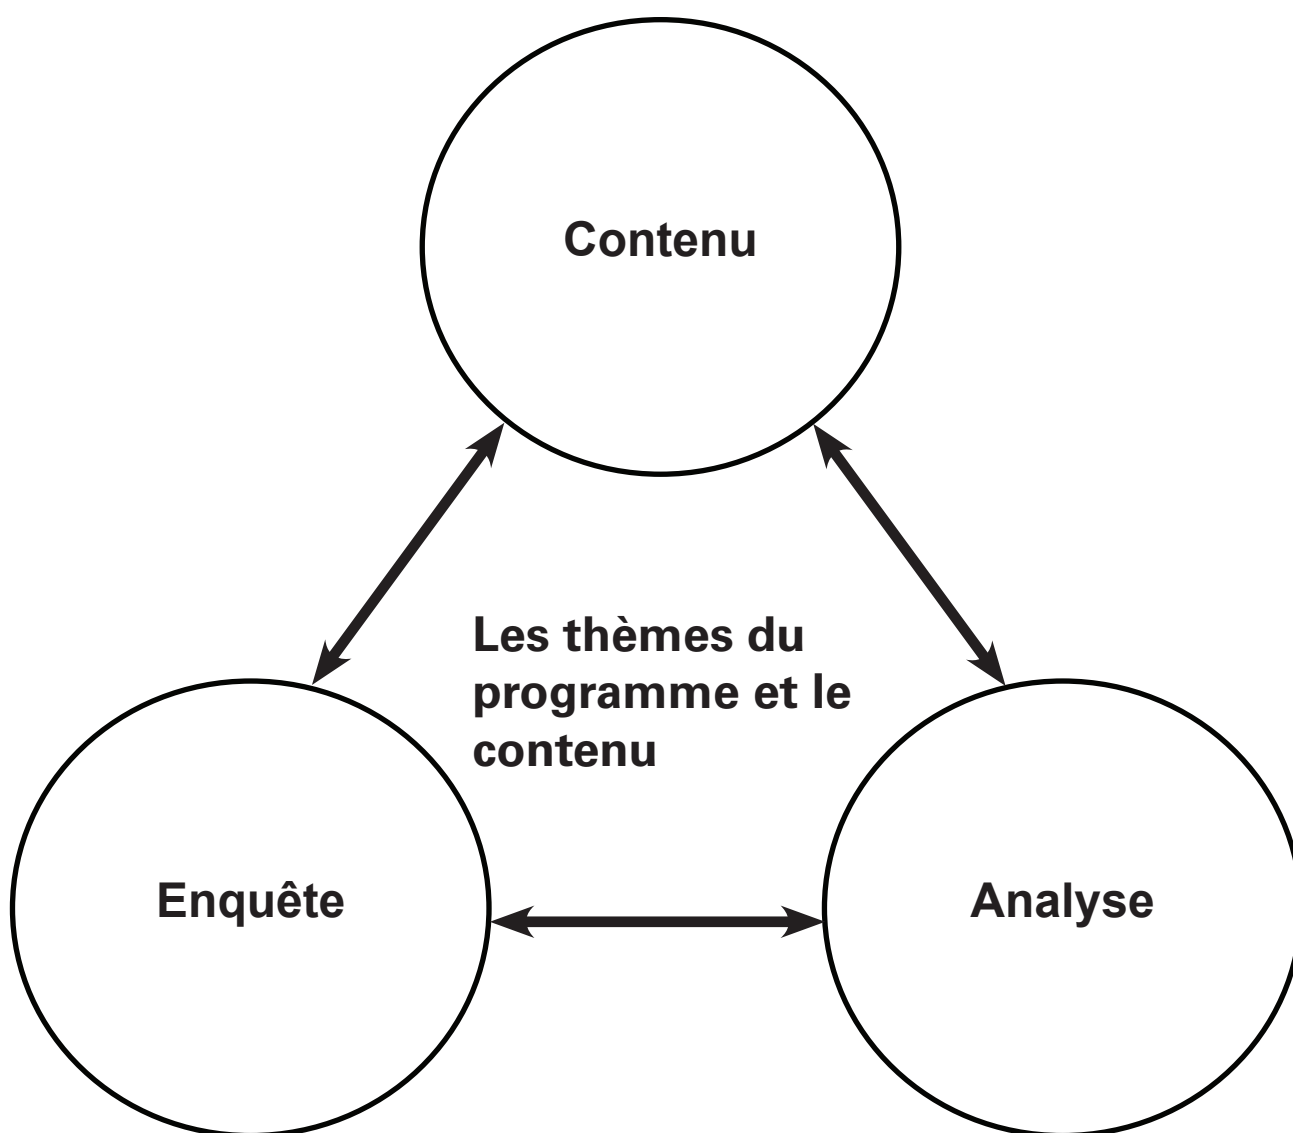 Contenu
Les thèmes du
programme et le
contenu
Enquête
Analyse